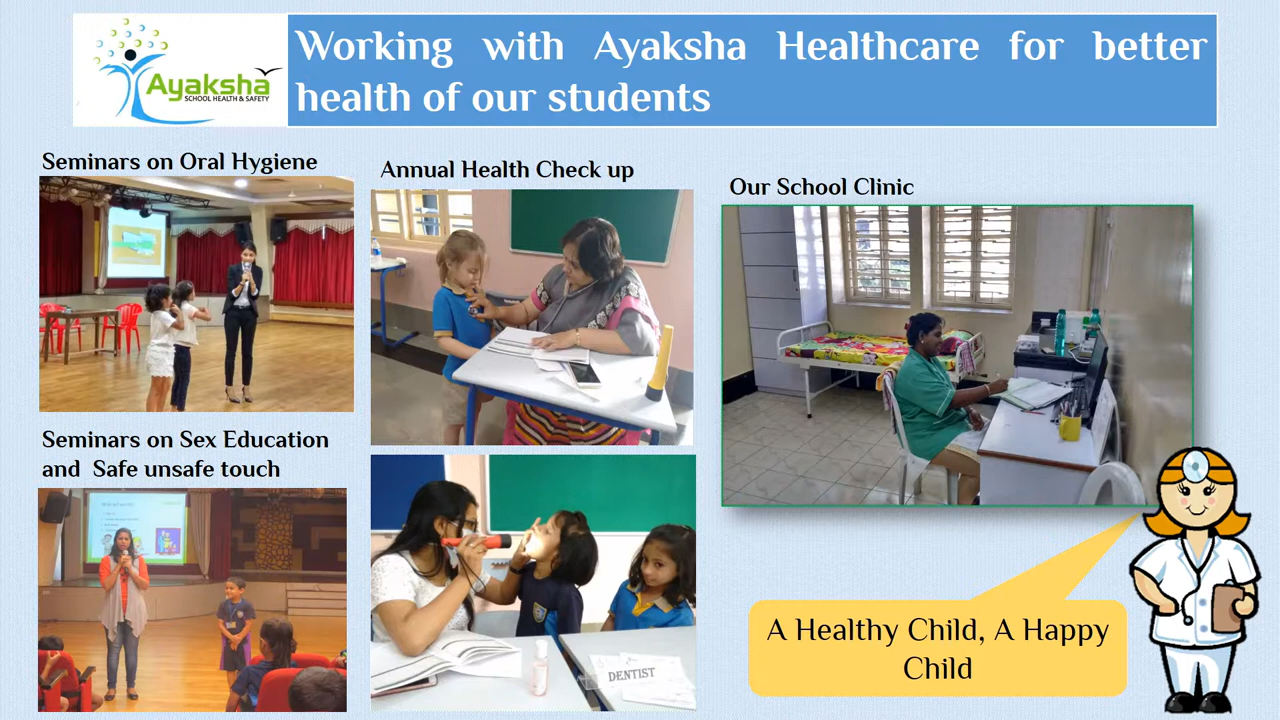 Ayaksha
SCHOOL HEALTH & SAFETY
Working with Ayaksha Healthcare for better
health of our students
Seminars on Oral Hygiene
Annual Health Check up
Our School Clinic
Seminars on Sex Education
and Safe unsafe touch
DENTIST
A Healthy Child, A Happy
Child